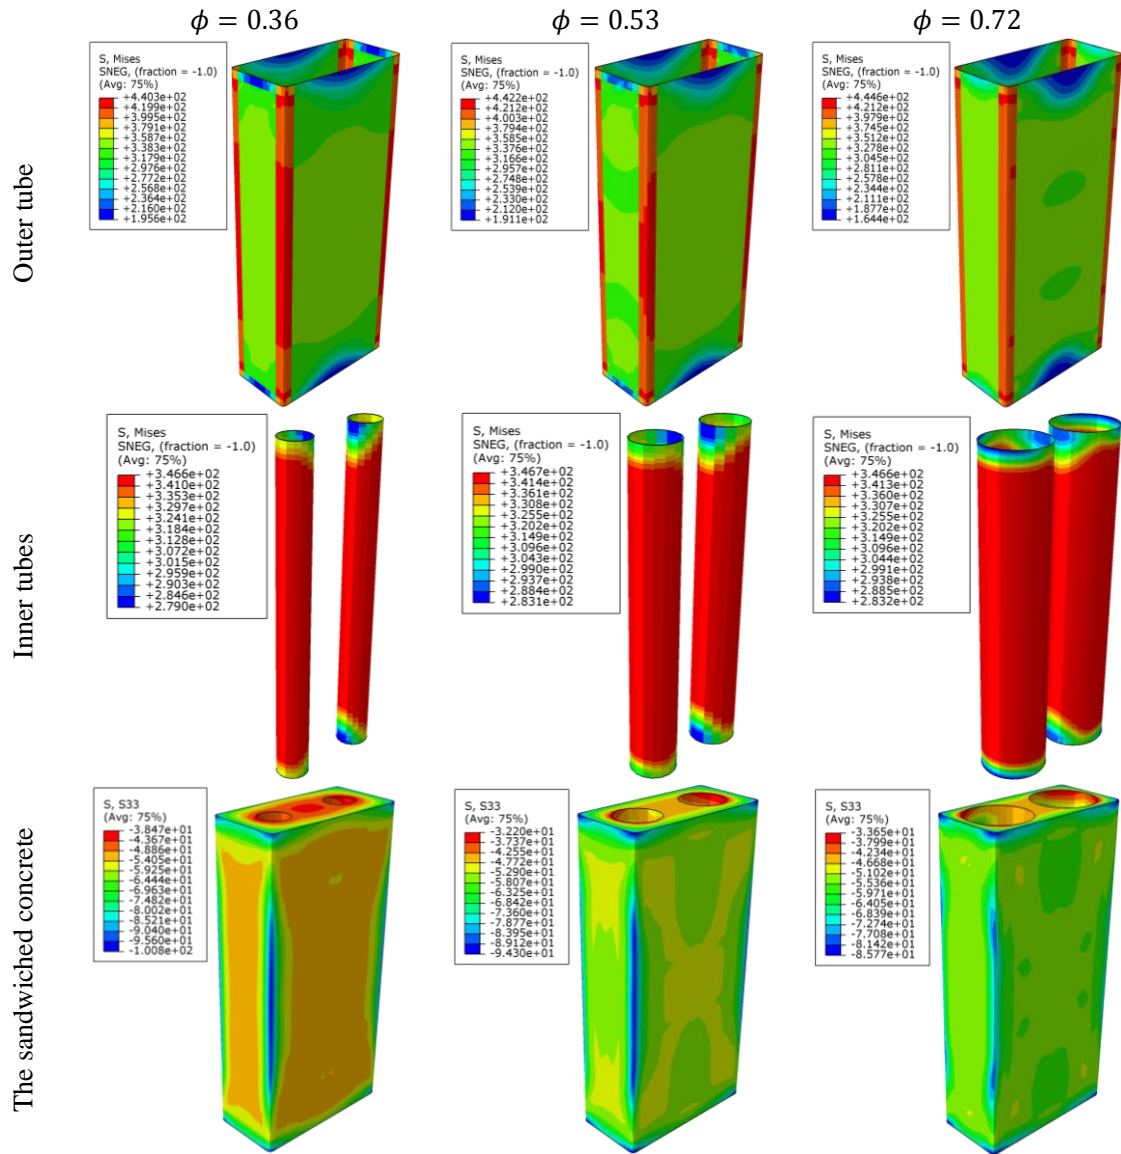 ϕ = 0.36
ϕ = 0.53
ϕ = 0.72
Outer tube
S, Mises
SNEG, (fraction = -1.0)
(Avg: 75%)
+4.403e+02
+4.199e+02
+3.995e+02
+3.791e+02
+3.587e+02
+3.383e+02
+3.179e+02
+2.976e+02
+2.772e+02
+2.568e+02
+2.364e+02
+2.160e+02
+1.956e+02
S, Mises
SNEG, (fraction = -1.0)
(Avg: 75%)
+4.422e+02
+4.212e+02
+4.003e+02
+3.794e+02
+3.585e+02
+3.376e+02
+3.166e+02
+2.957e+02
+2.748e+02
+2.539e+02
+2.330e+02
+2.120e+02
+1.911e+02
S, Mises
SNEG, (fraction = -1.0)
(Avg: 75%)
+4.446e+02
+4.212e+02
+3.979e+02
+3.745e+02
+3.512e+02
+3.278e+02
+3.045e+02
+2.811e+02
+2.578e+02
+2.344e+02
+2.111e+02
+1.877e+02
+1.644e+02
Inner tubes
S, Mises
SNEG, (fraction = -1.0)
(Avg: 75%)
+3.466e+02
+3.410e+02
+3.353e+02
+3.297e+02
+3.241e+02
+3.184e+02
+3.128e+02
+3.072e+02
+3.015e+02
+2.959e+02
+2.903e+02
+2.846e+02
+2.790e+02
S, Mises
SNEG, (fraction = -1.0)
(Avg: 75%)
+3.467e+02
+3.414e+02
+3.361e+02
+3.308e+02
+3.255e+02
+3.202e+02
+3.149e+02
+3.096e+02
+3.043e+02
+2.990e+02
+2.937e+02
+2.884e+02
+2.831e+02
S, Mises
SNEG, (fraction = -1.0)
(Avg: 75%)
+3.466e+02
+3.413e+02
+3.360e+02
+3.307e+02
+3.255e+02
+3.202e+02
+3.149e+02
+3.096e+02
+3.044e+02
+2.991e+02
+2.938e+02
+2.885e+02
+2.832e+02
The sandwiched concrete
S, S33
(Avg: 75%)
-3.847e+01
-4.367e+01
-4.886e+01
-5.405e+01
-5.925e+01
-6.444e+01
-6.963e+01
-7.482e+01
-8.002e+01
-8.521e+01
-9.040e+01
-9.560e+01
-1.008e+02
S, S33
(Avg: 75%)
-3.220e+01
-3.737e+01
-4.255e+01
-4.772e+01
-5.290e+01
-5.807e+01
-6.325e+01
-6.842e+01
-7.360e+01
-7.877e+01
-8.395e+01
-8.912e+01
-9.430e+01
S, S33
(Avg: 75%)
-3.365e+01
-3.799e+01
-4.234e+01
-4.668e+01
-5.102e+01
-5.536e+01
-5.971e+01
-6.405e+01
-6.839e+01
-7.274e+01
-7.708e+01
-8.142e+01
-8.577e+01